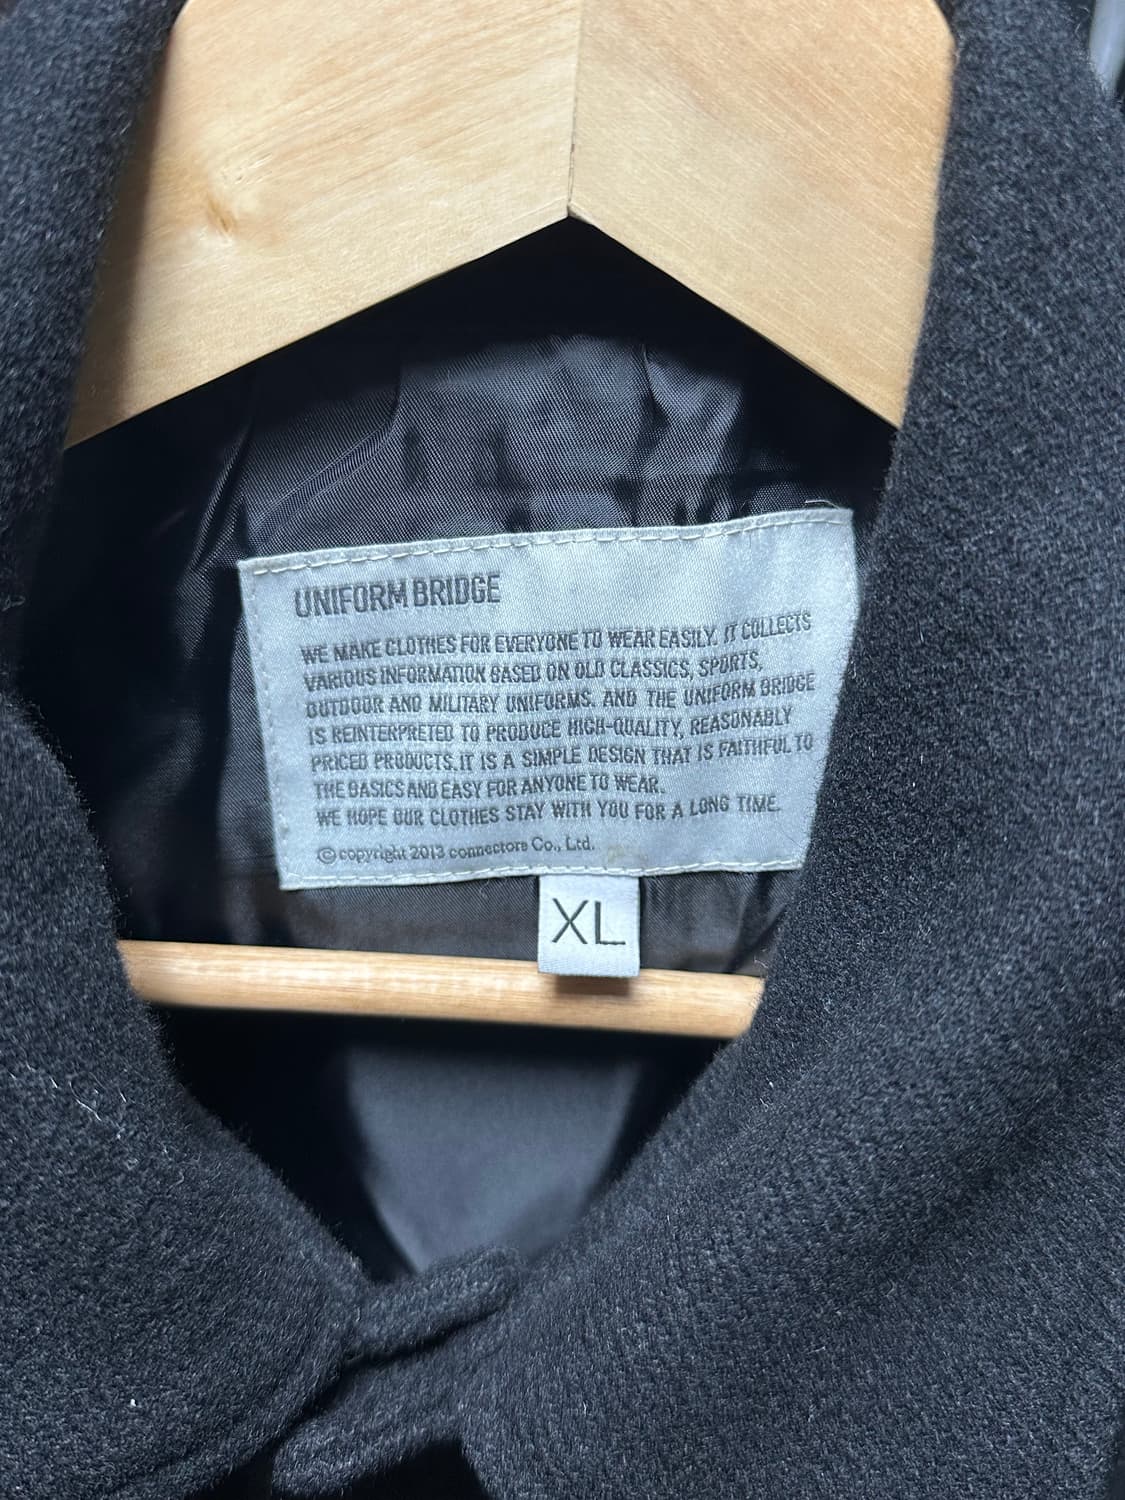 UNIFORM BRIDGE
WE MAKE CLOTHES FOR EVERYONE TO WEAR EASILY. IT COLLECTS
VARIOUS INFORMATION BASED ON OLD CLASSICS, SPORTS,
OUTDOOR AND MILITARY UNIFORMS. AND THE UNIFORM BRIDGE
IS REINTERPRETED TO PRODUCE HIGH-QUALITY, REASONABLY
PRICED PRODUCTS. IT IS A SIMPLE DESIGN THAT IS FAITHFUL TO
THE BASICS AND EASY FOR ANYONE TO WEAR.
WE HOPE OUR CLOTHES STAY WITH YOU FOR A LONG TIME.
©copyright 2013 connectors Co., Ltd.
XL